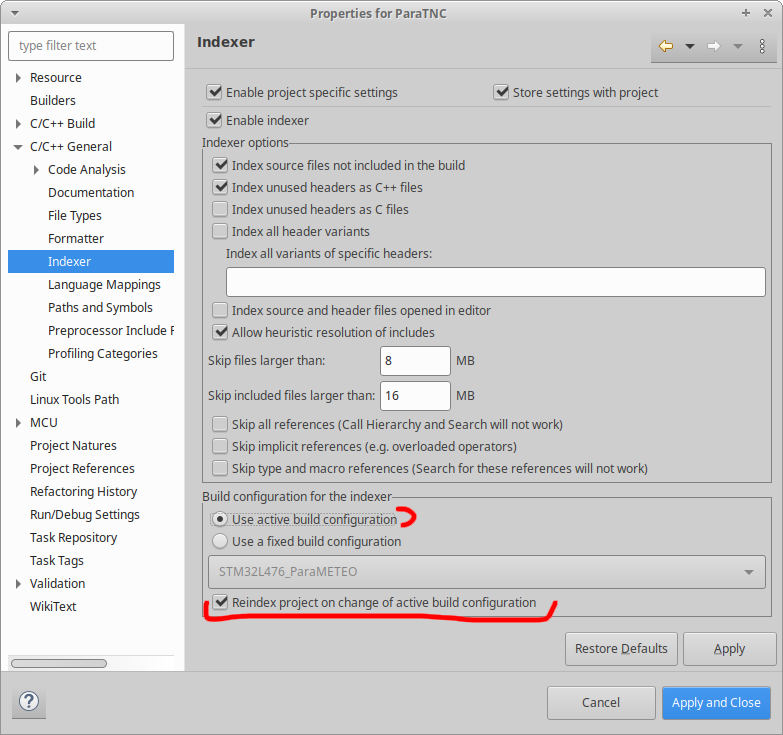 Properties for ParaTNC
type filter text
Resource
Builders
C/C++ Build
C/C++ General
Code Analysis
Documentation
File Types
Formatter
Indexer
Language Mappings
Paths and Symbols
Preprocessor Include F
Profiling Categories
Git
Linux Tools Path
MCU
Project Natures
Project References
Refactoring History
Run/Debug Settings
Task Repository
Task Tags
Validation
WikiText
Indexer
Enable project specific settings Store settings with project
Enable indexer
Indexer options
Index source files not included in the build
Index unused headers as C++ files
Index unused headers as C files
Index all header variants
Index all variants of specific headers:
Index source and header files opened in editor
Allow heuristic resolution of includes
Skip files larger than: 8 MB
Skip included files larger than: 16 MB
Skip all references (Call Hierarchy and Search will not work)
Skip implicit references (e.g. overloaded operators)
Skip type and macro references (Search for these references will not work)
Build configuration for the indexer
Use active build configuration
Use a fixed build configuration
STM32L476_ParaMETEO
Reindex project on change of active build configuration
Restore Defaults Apply
? Cancel Apply and Close